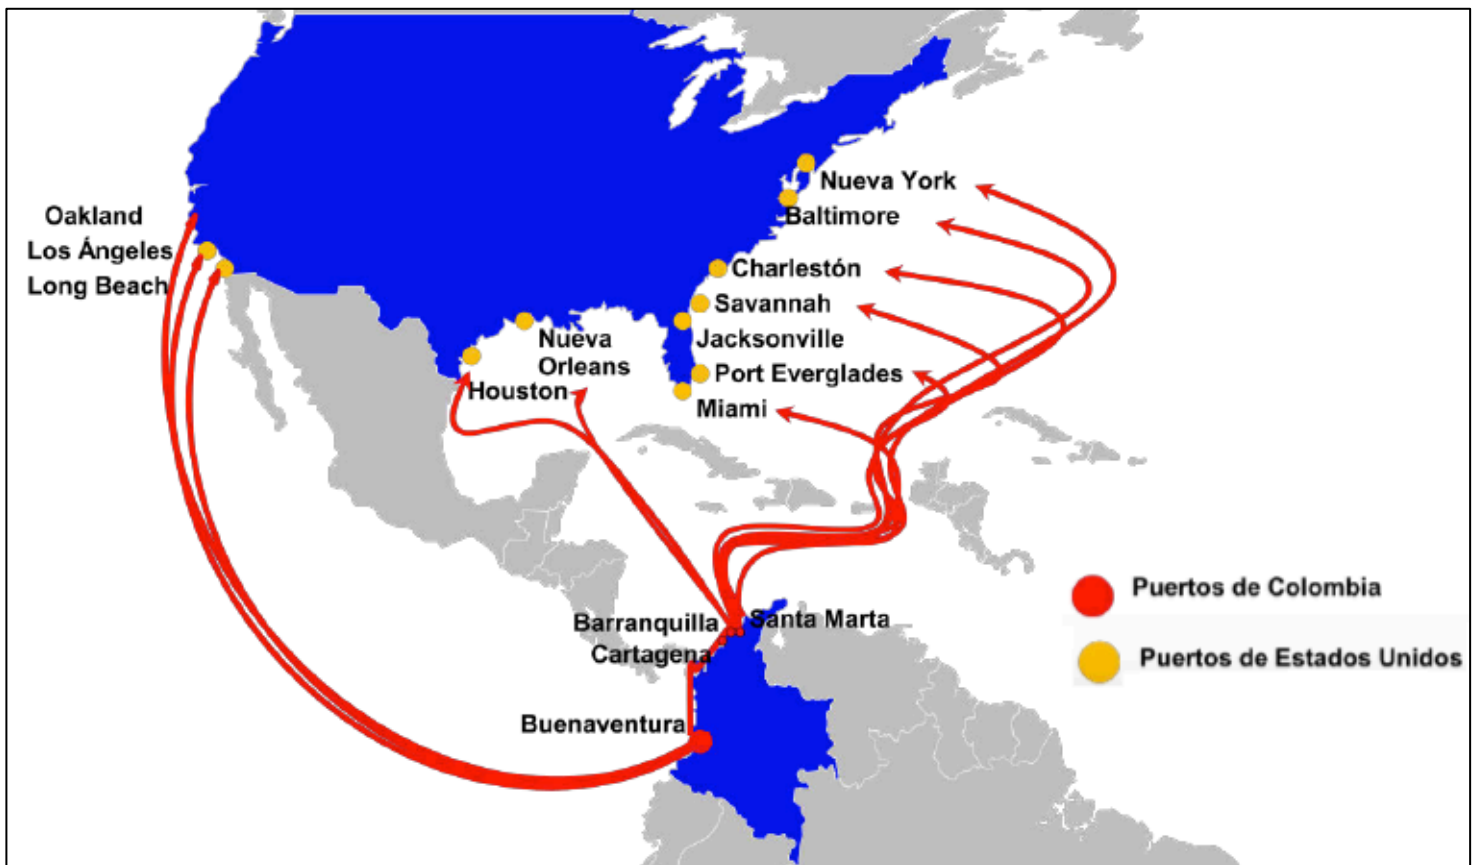 Nueva York
Oakland
Baltimore
Los Ángeles
Charlestón
Long Beach
Savannah
Nueva
Orleans
Jacksonville
Port Everglades
Houston
Miami
Puertos de Colombia
Barranquilla
Santa Marta
Cartagena
Puertos de Estados Unidos
Buenaventura